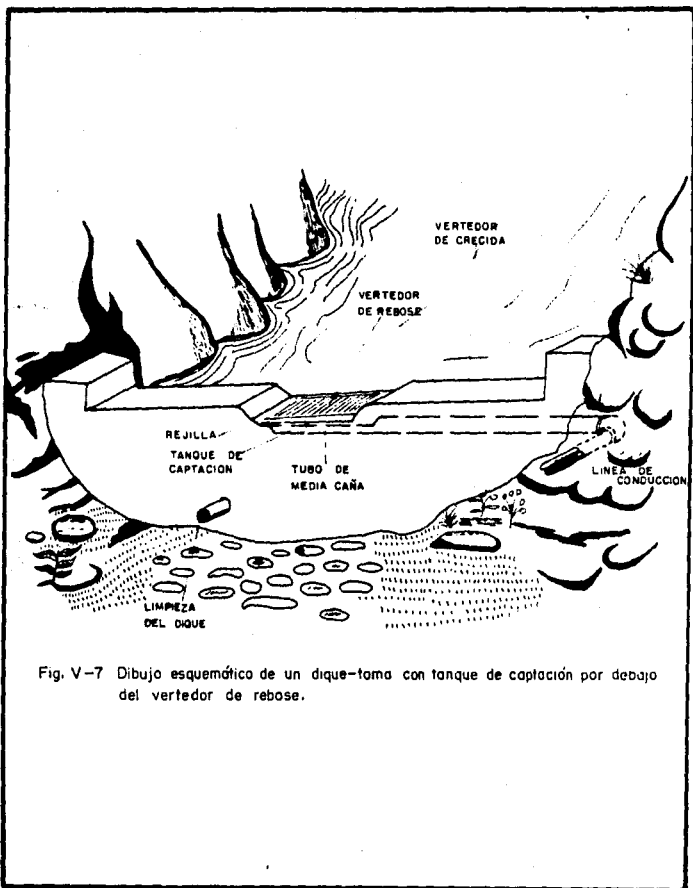 VERTEDOR
DE CRECIDA
VERTEDOR
DE REBOSE
REJILLA
TANQUE DE
CAPTACION
TUBO DE
MEDIA CAÑA
LINEA DE
CONDUCCION
LIMPIEZA
DEL DIQUE
Fig. V-7 Dibujo esquemático de un dique-toma con tanque de captación por debajo
del vertedor de rebose.